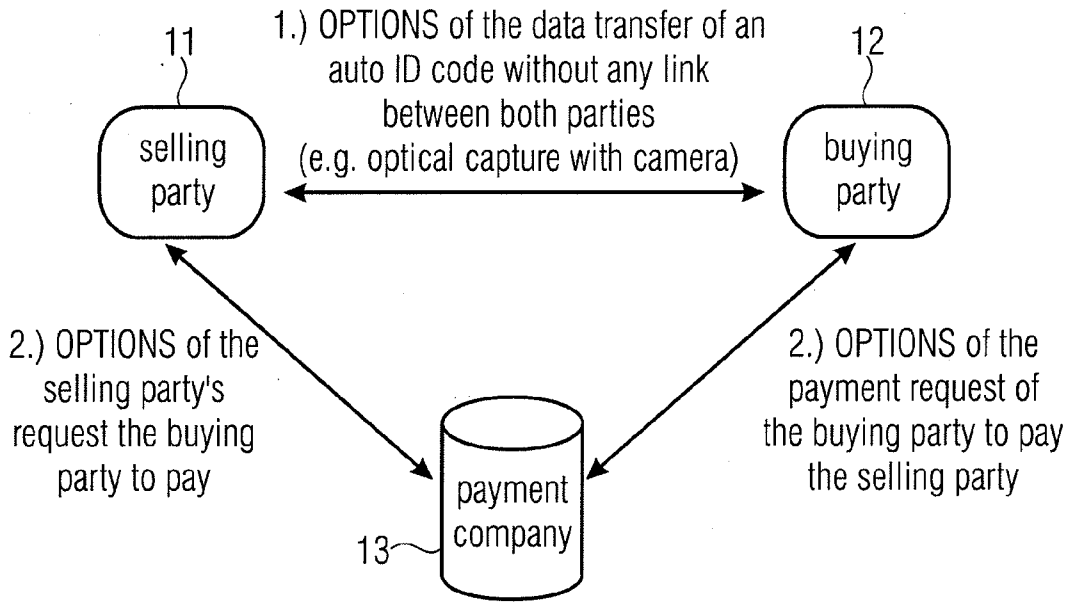 11
1.) OPTIONS of the data transfer of an
auto ID code without any link
between both parties
(e.g. optical capture with camera)
12
selling
party
buying
party
2.) OPTIONS of the
selling party's
request the buying
party to pay
2.) OPTIONS of the
payment request of
the buying party to pay
the selling party
payment
company
13